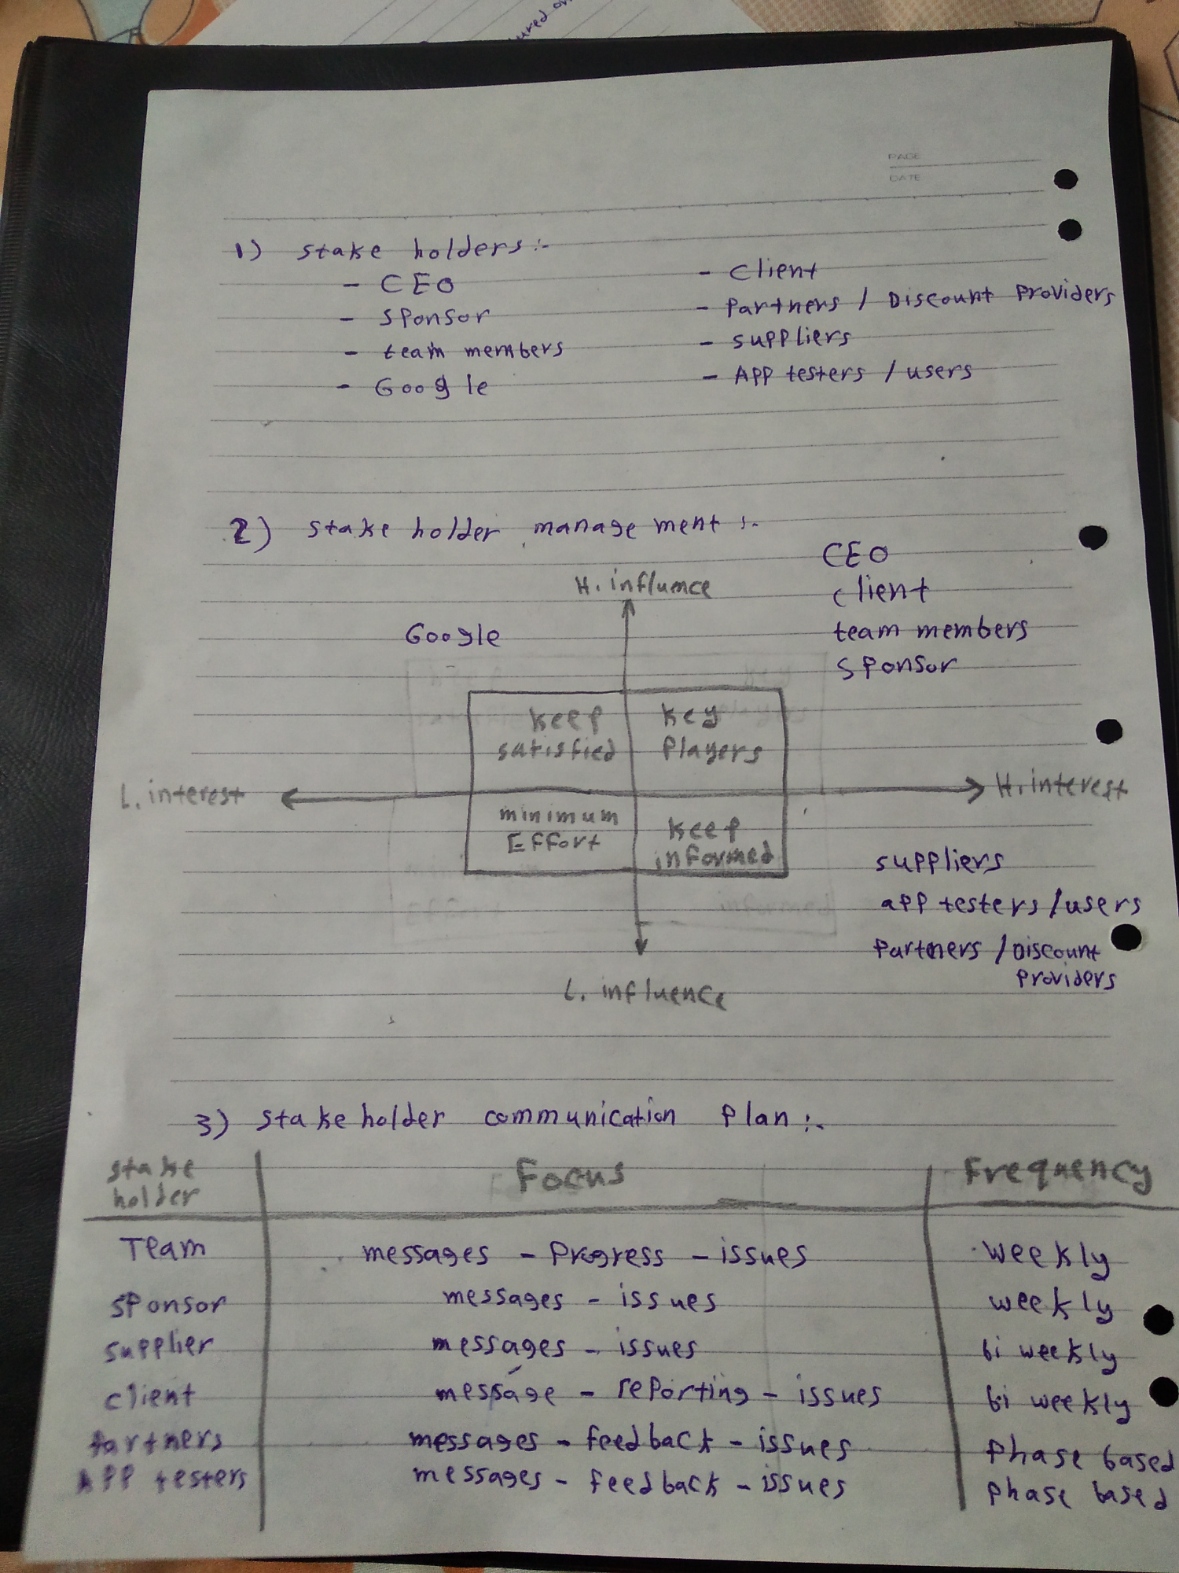 ured on
PAGE
DATE
1) stake holders :-
- CEO
- sponsor
- team members
- Google
- client
- Partners / Discount Providers
- suppliers
- APP testers / users
2) stake holder management :-
H. influence
Google
CEO
client
team members
sponsor
keep satisfied
key Players
L. interest
H. interest
minimum Effort
keep informed
suppliers
app testers/users
Partners / Discount
Providers
L. influence
3) stake holder communication Plan :-
stake holder Focus Frequency
Team messages - Progress - issues weekly
sponsor messages - issues weekly
supplier messages - issues bi weekly
client message - reporting - issues bi weekly
Partners messages - feedback - issues Phase based
APP testers messages - feedback - issues phase based